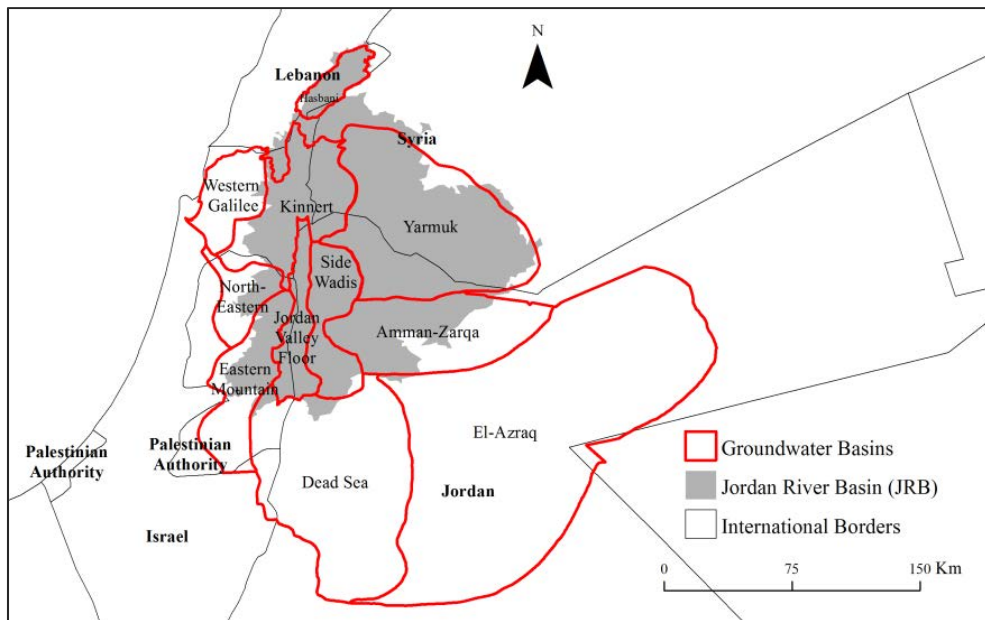 N
Lebanon
Hasbani
Syria
Western
Galilee
Kinnert
Yarmuk
Side
Wadis
North-
Eastern
Jordan
Valley
Floor
Amman-Zarqa
Eastern
Mountain
El-Azraq
Palestinian
Authority
Palestinian
Authority
Dead Sea
Jordan
Israel
Groundwater Basins
Jordan River Basin (JRB)
International Borders
0 75 150 Km